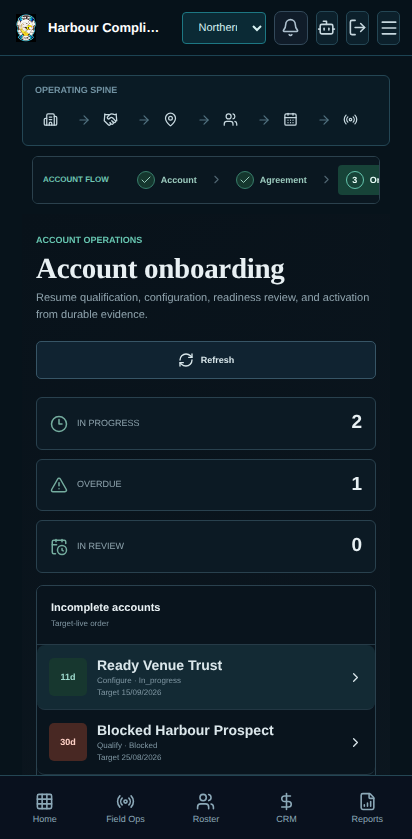 Harbour Compli...
Northern
OPERATING SPINE
ACCOUNT FLOW
Account
Agreement
3
ACCOUNT OPERATIONS
Account onboarding
Resume qualification, configuration, readiness review, and activation
from durable evidence.
Refresh
IN PROGRESS
2
OVERDUE
1
IN REVIEW
0
Incomplete accounts
Target-live order
11d
Ready Venue Trust
Configure · In_progress
Target 15/09/2026
30d
Blocked Harbour Prospect
Qualify · Blocked
Target 25/08/2026
Home
Field Ops
Roster
CRM
Reports